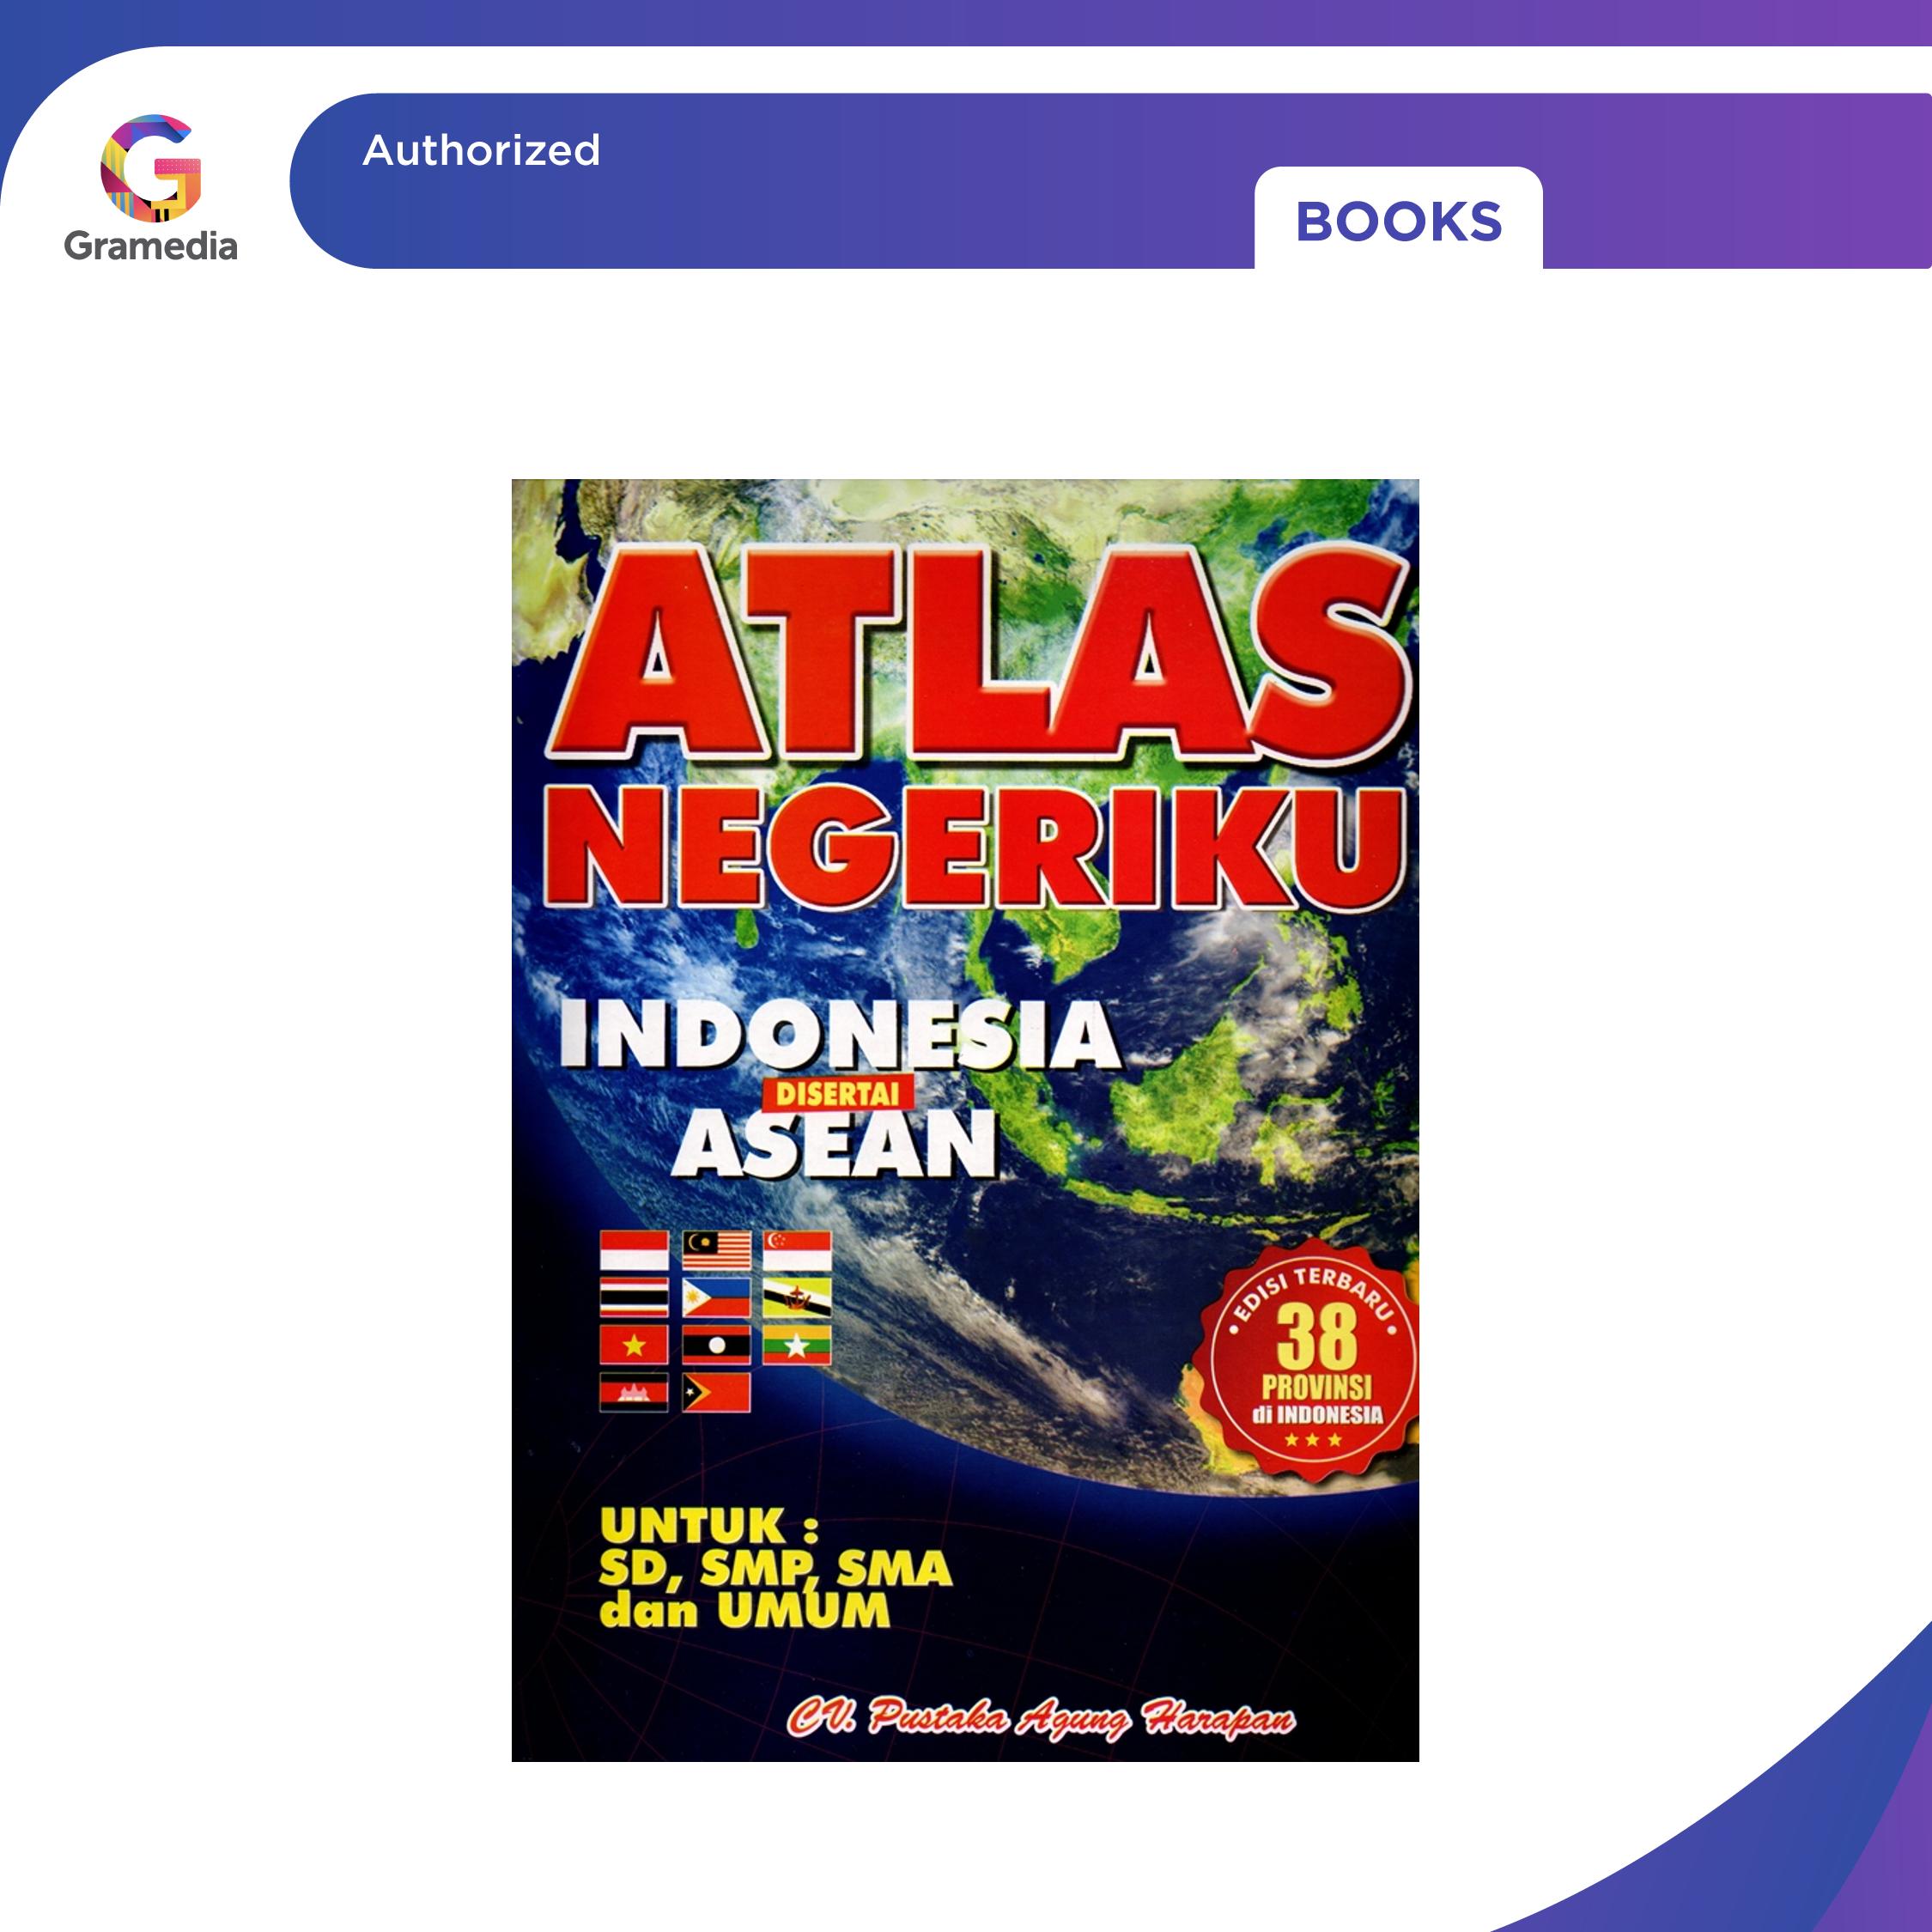 Authorized
Gramedia
BOOKS
ATLAS
NEGERIKU
INDONESIA
DISERTAI
ASEAN
• EDISI TERBARU •
38
PROVINSI
di INDONESIA
UNTUK :
SD, SMP, SMA
dan UMUM
CV. Pustaka Agung Harapan